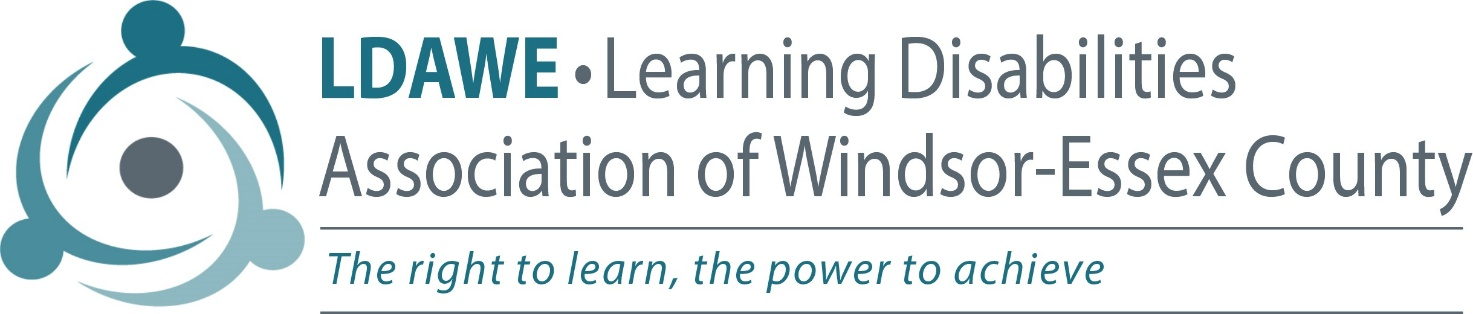 LDAWE • Learning Disabilities
Association of Windsor-Essex County
The right to learn, the power to achieve